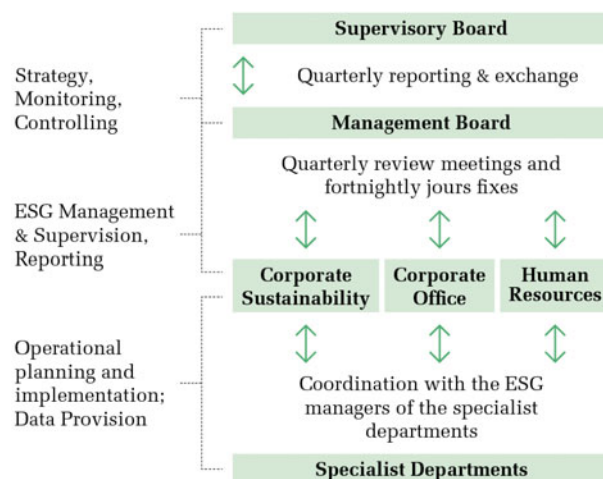 Supervisory Board
Strategy,
Monitoring,
Controlling
Quarterly reporting & exchange
Management Board
Quarterly review meetings and
fortnightly jours fixes
ESG Management
& Supervision,
Reporting
Corporate
Sustainability
Corporate
Office
Human
Resources
Operational
planning and
implementation;
Data Provision
Coordination with the ESG
managers of the specialist
departments
Specialist Departments